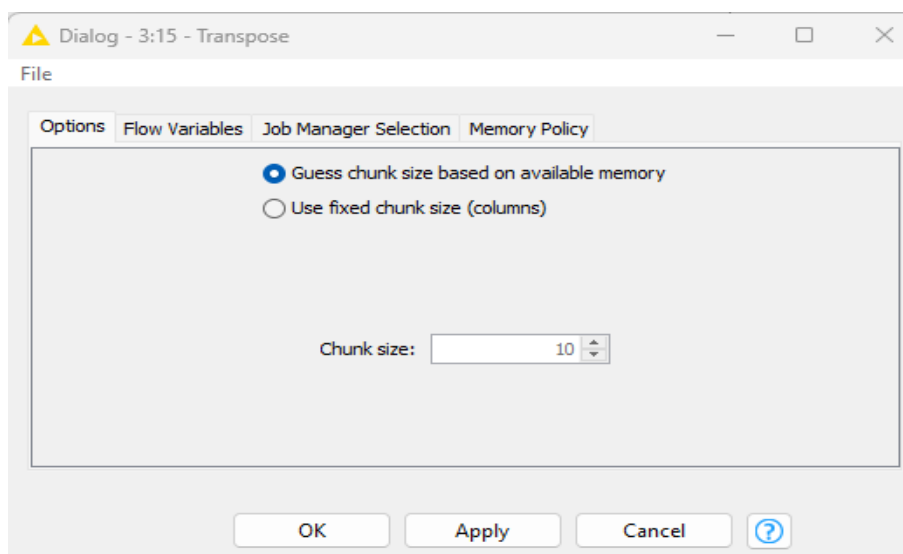 Dialog - 3:15 - Transpose
File
Options Flow Variables Job Manager Selection Memory Policy
Guess chunk size based on available memory
Use fixed chunk size (columns)
Chunk size: 10
OK Apply Cancel ?